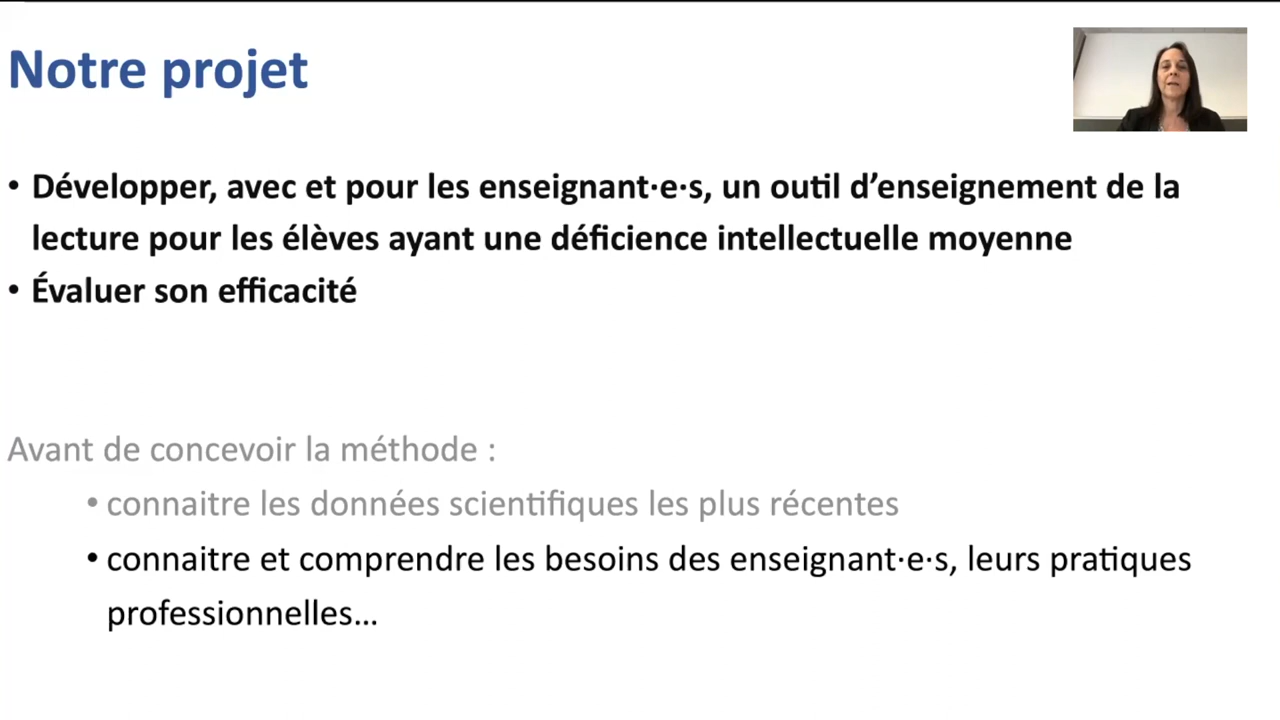 Notre projet
• Développer, avec et pour les enseignant·e·s, un outil d’enseignement de la
lecture pour les élèves ayant une déficience intellectuelle moyenne
• Évaluer son efficacité
Avant de concevoir la méthode :
• connaitre les données scientifiques les plus récentes
• connaitre et comprendre les besoins des enseignant·e·s, leurs pratiques
professionnelles…